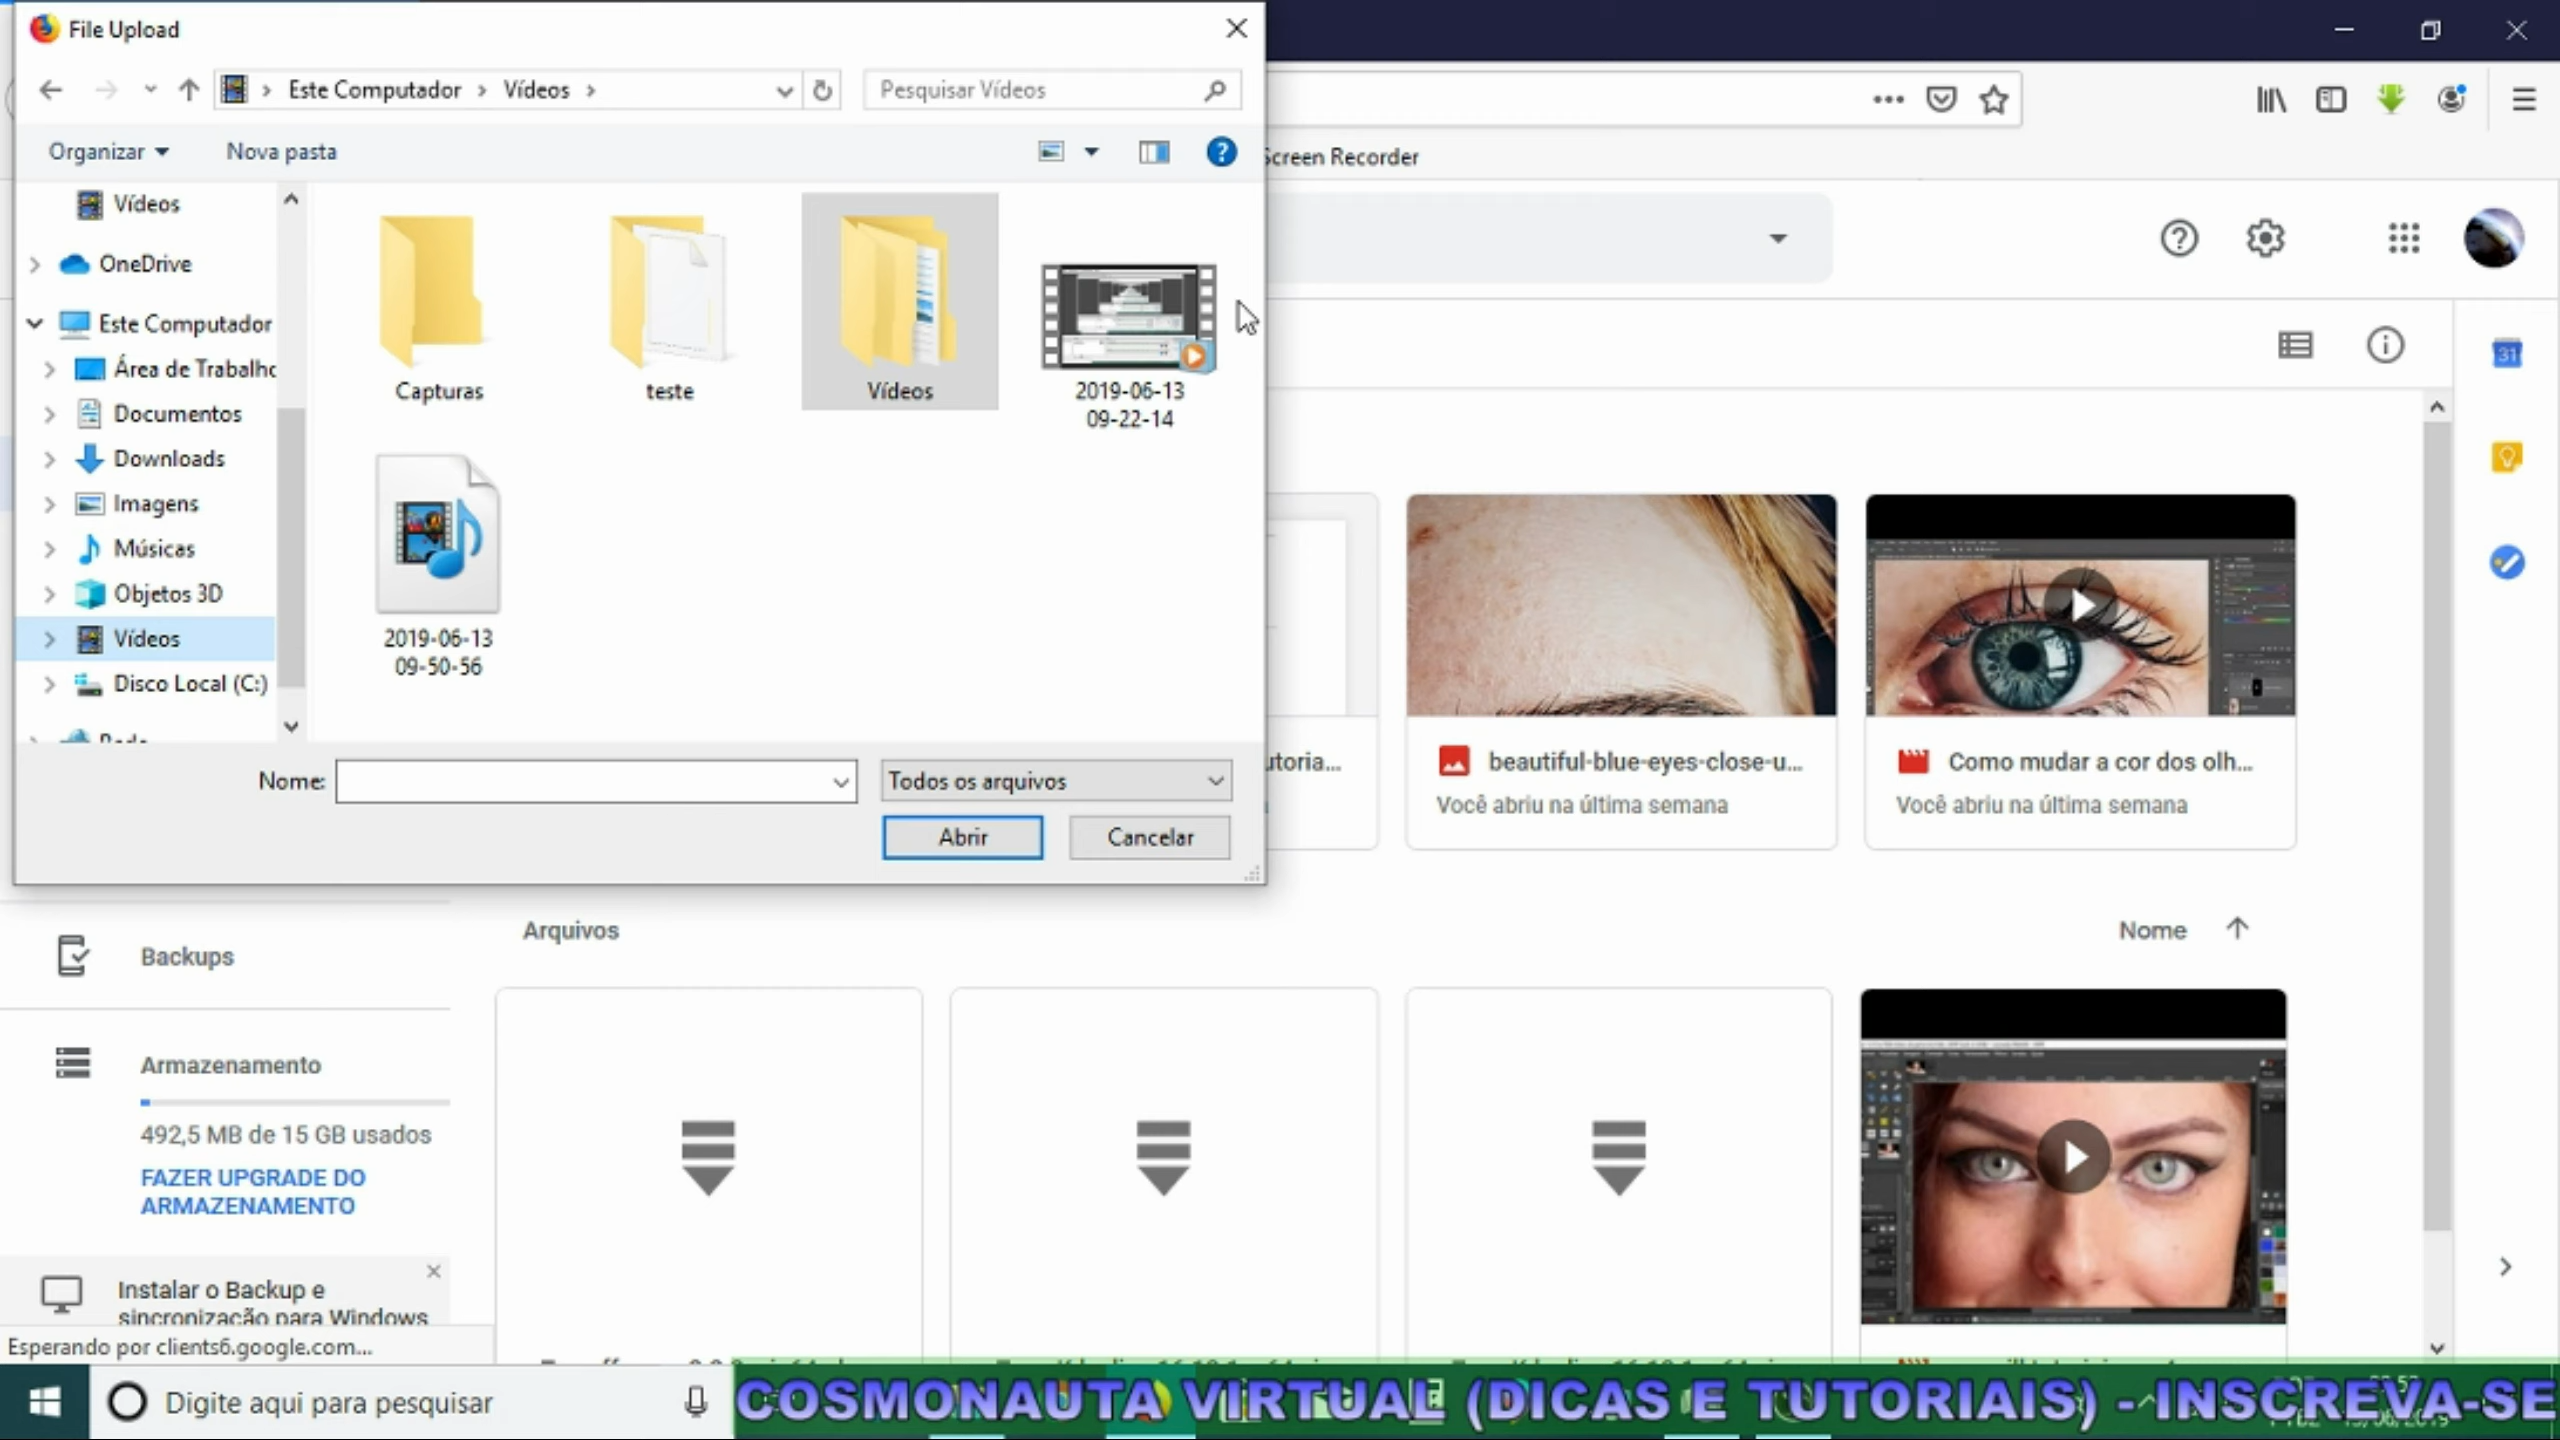 File Upload
Este Computador
Vídeos
Pesquisar Vídeos
Organizar
Nova pasta
Screen Recorder
Vídeos
OneDrive
Este Computador
Área de Trabalho
Documentos
Downloads
Imagens
Músicas
Objetos 3D
Vídeos
Disco Local (C:)
Capturas
teste
Vídeos
2019-06-13
09-22-14
2019-06-13
09-50-56
Nome:
Todos os arquivos
Abrir
Cancelar
31
utoria...
beautiful-blue-eyes-close-u...
Você abriu na última semana
Como mudar a cor dos olh...
Você abriu na última semana
Arquivos
Nome
Backups
Armazenamento
492,5 MB de 15 GB usados
FAZER UPGRADE DO
ARMAZENAMENTO
Instalar o Backup e
sincronização para Windows
Esperando por clients6.google.com...
Digite aqui para pesquisar
COSMONAUTA VIRTUAL (DICAS E TUTORIAIS) - INSCREVA-SE